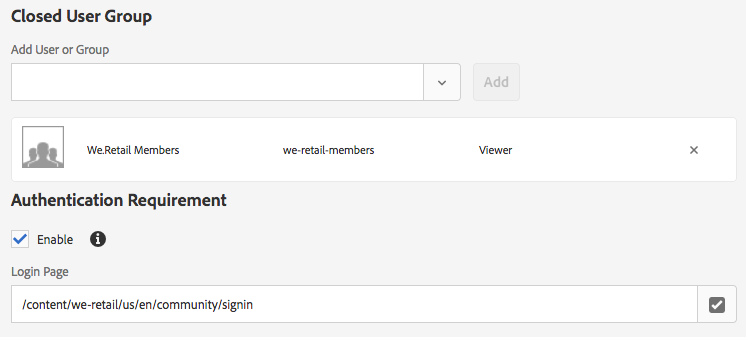 Closed User Group
Add User or Group
Add
We.Retail Members we-retail-members Viewer
Authentication Requirement
Enable
Login Page
/content/we-retail/us/en/community/signin